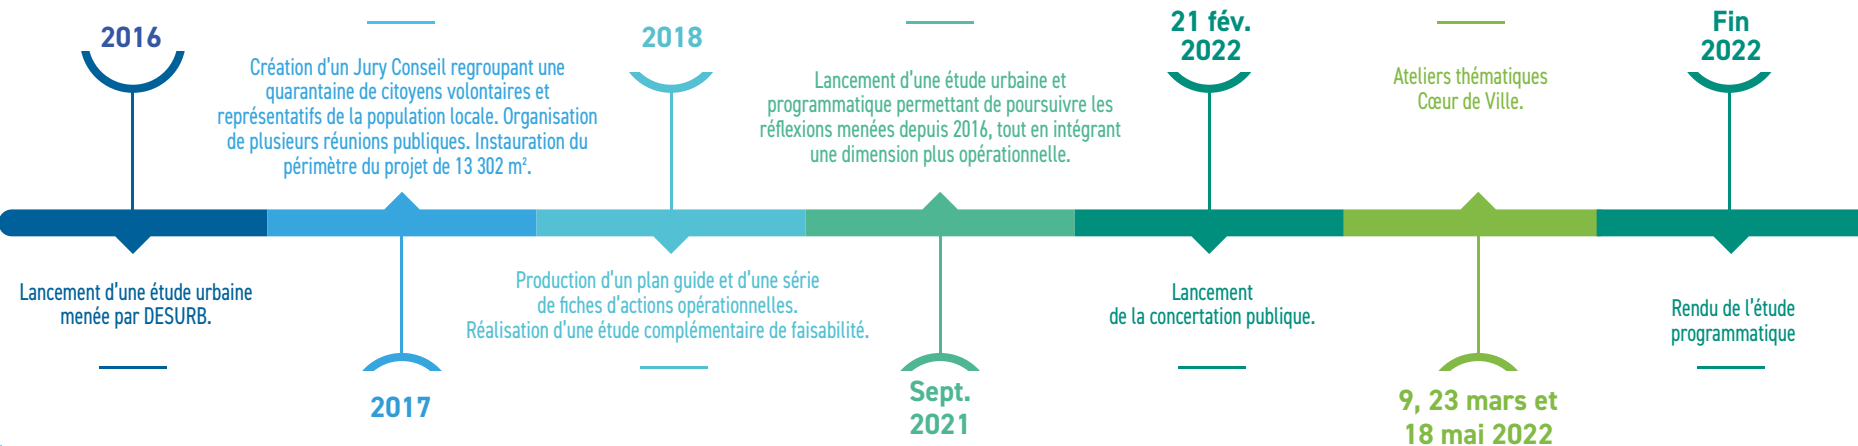 2016
Lancement d'une étude urbaine
menée par DESURB.
Création d'un Jury Conseil regroupant une
quarantaine de citoyens volontaires et
représentatifs de la population locale. Organisation
de plusieurs réunions publiques. Instauration du
périmètre du projet de 13 302 m².
2017
2018
Production d'un plan guide et d'une série
de fiches d'actions opérationnelles.
Réalisation d'une étude complémentaire de faisabilité.
Lancement d'une étude urbaine et
programmatique permettant de poursuivre les
réflexions menées depuis 2016, tout en intégrant
une dimension plus opérationnelle.
Sept.
2021
21 fév.
2022
Lancement
de la concertation publique.
Ateliers thématiques
Cœur de Ville.
9, 23 mars et
18 mai 2022
Fin
2022
Rendu de l'étude
programmatique